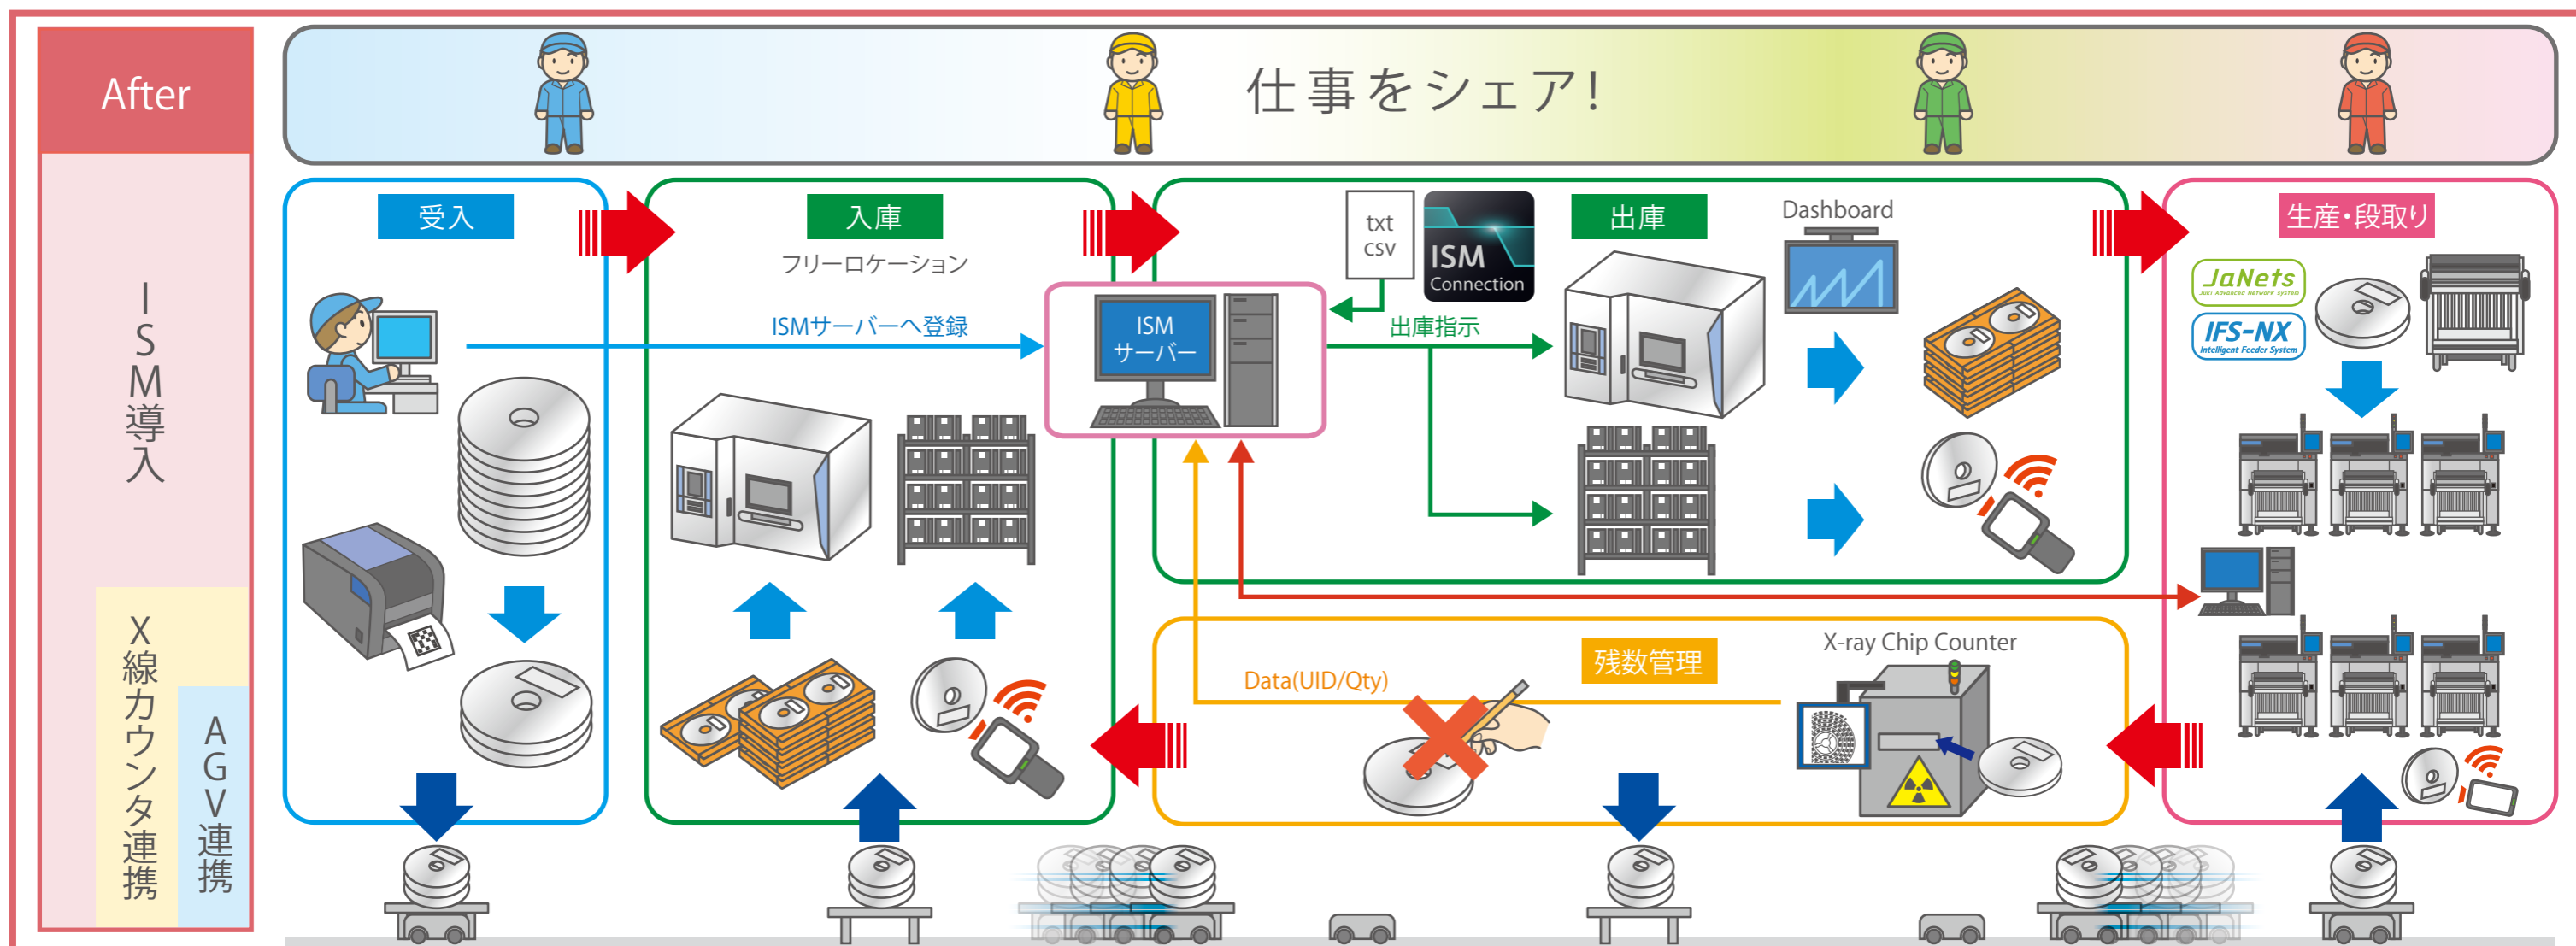 After
仕事をシェア!
ISM導入
X線カウンタ連携
AGV連携
受入
入庫
フリーロケーション
ISMサーバーへ登録
ISM
サーバー
txt
csv
ISM
Connection
出庫指示
出庫
Dashboard
生産・段取り
JaNets
Juki Advanced Network system
IFS-NX
Intelligent Feeder System
残数管理
X-ray Chip Counter
Data(UID/Qty)